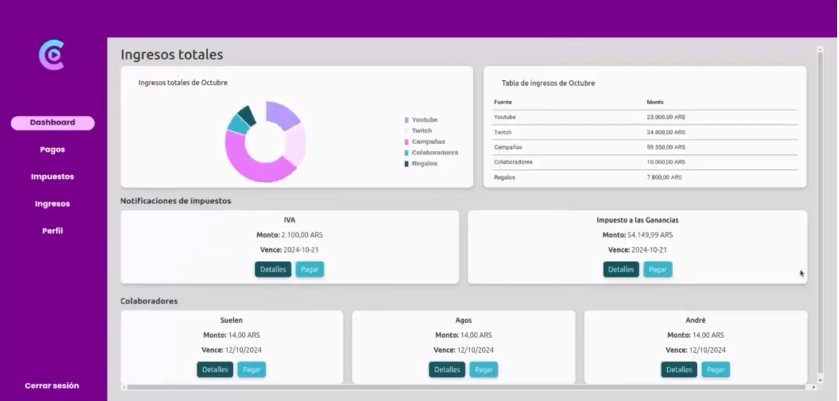 Ingresos totales
Ingresos totales de Octubre
Youtube
Twitch
Campañas
Colaboradores
Regalos
Tabla de ingresos de Octubre
Fuente Monto
Youtube 23.000,00 ARS
Twitch 24.800,00 ARS
Campañas 59.350,00 ARS
Colaboradores 10.000,00 ARS
Regalos 7.800,00 ARS
Dashboard
Pagos
Impuestos
Ingresos
Perfil
Cerrar sesión
Notificaciones de impuestos
IVA
Monto: 2.100,00 ARS
Vence: 2024-10-21
Detalles Pagar
Impuesto a las Ganancias
Monto: 54.149,99 ARS
Vence: 2024-10-21
Detalles Pagar
Colaboradores
Suelen
Monto: 14,00 ARS
Vence: 12/10/2024
Detalles Pagar
Agos
Monto: 14,00 ARS
Vence: 12/10/2024
Detalles Pagar
André
Monto: 14,00 ARS
Vence: 12/10/2024
Detalles Pagar